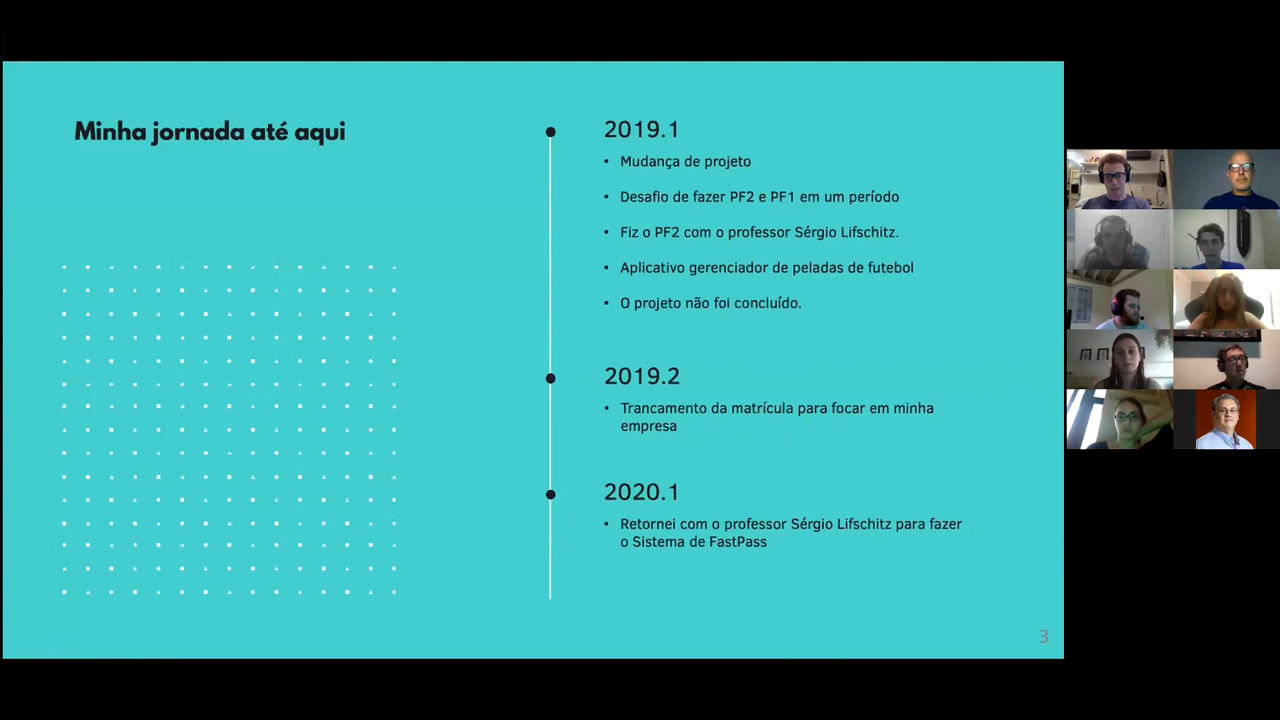 Minha jornada até aqui
2019.1
• Mudança de projeto
• Desafio de fazer PF2 e PF1 em um período
• Fiz o PF2 com o professor Sérgio Lifschitz.
• Aplicativo gerenciador de peladas de futebol
• O projeto não foi concluído.
2019.2
• Trancamento da matrícula para focar em minha
empresa
2020.1
• Retornei com o professor Sérgio Lifschitz para fazer
o Sistema de FastPass
3